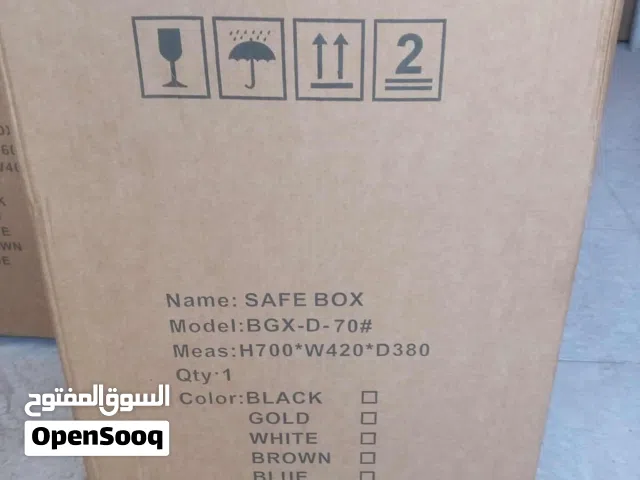 2
Name: SAFE BOX
Model:BGX-D-70#
Meas:H700*W420*D380
Qty:1
Color:BLACK
GOLD
WHITE
BROWN
BLUE
السوق المفتوح
OpenSooq